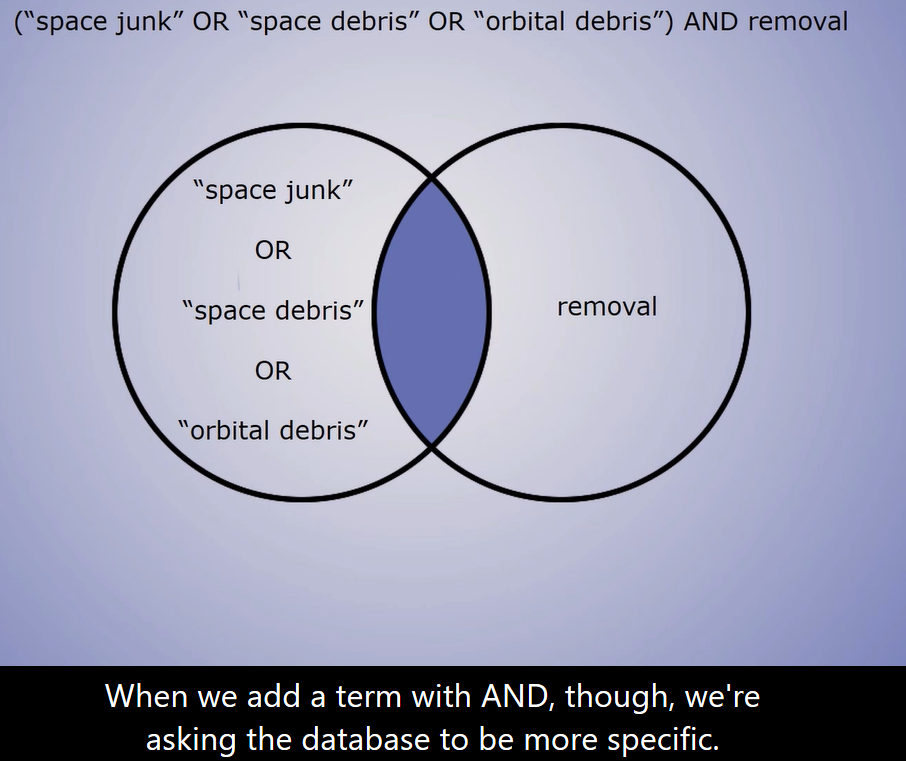 (“space junk” OR “space debris” OR “orbital debris”) AND removal
“space junk”
OR
“space debris”
OR
“orbital debris”
removal
When we add a term with AND, though, we're
asking the database to be more specific.